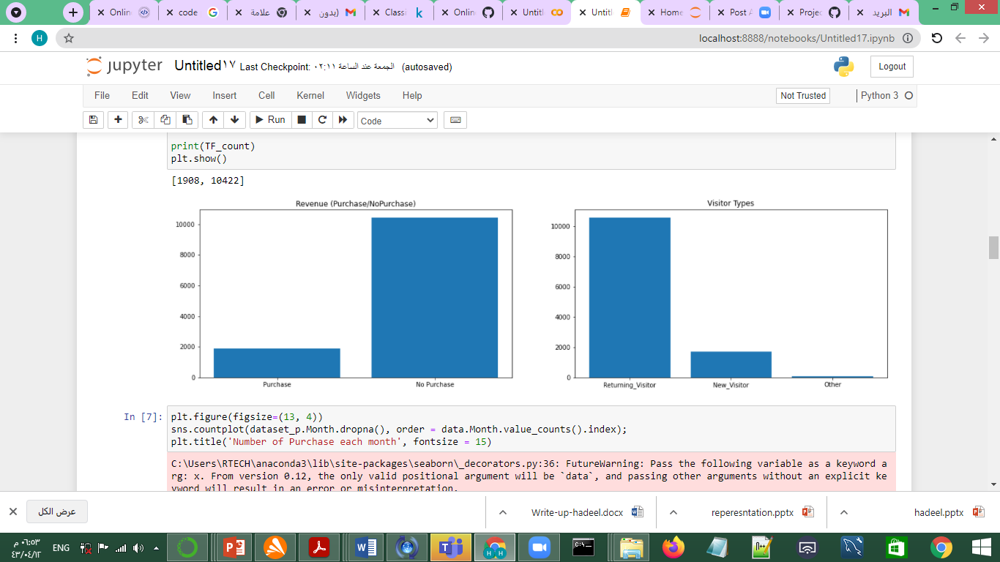 Onlin
code
علامة
(بدون
Classi
Onlin
Untitl
Untitl
Home
Post A
Projec
البريد
H
localhost:8888/notebooks/Untitled17.ipynb
jupyter Untitled١٧ Last Checkpoint: الجمعة عند الساعة ٠٢:١١ (autosaved)
Logout
File Edit View Insert Cell Kernel Widgets Help
Not Trusted
Python 3
Run
Code
print(TF_count)
plt.show()
[1908, 10422]
Revenue (Purchase/NoPurchase)
10000
8000
6000
4000
2000
0
Purchase
No Purchase
Visitor Types
10000
8000
6000
4000
2000
0
Returning_Visitor
New_Visitor
Other
In [7]:
plt.figure(figsize=(13, 4))
sns.countplot(dataset_p.Month.dropna(), order = data.Month.value_counts().index);
plt.title('Number of Purchase each month', fontsize = 15)
C:\Users\RTECH\anaconda3\lib\site-packages\seaborn\_decorators.py:36: FutureWarning: Pass the following variable as a keyword a
rg: x. From version 0.12, the only valid positional argument will be `data`, and passing other arguments without an explicit ke
yword will result in an error or misinterpretation.
عرض الكل
Write-up-hadeel.docx
reperesntation.pptx
hadeel.pptx
٠٦:٥٣ م
٤٣/٠٤/١٢
ENG